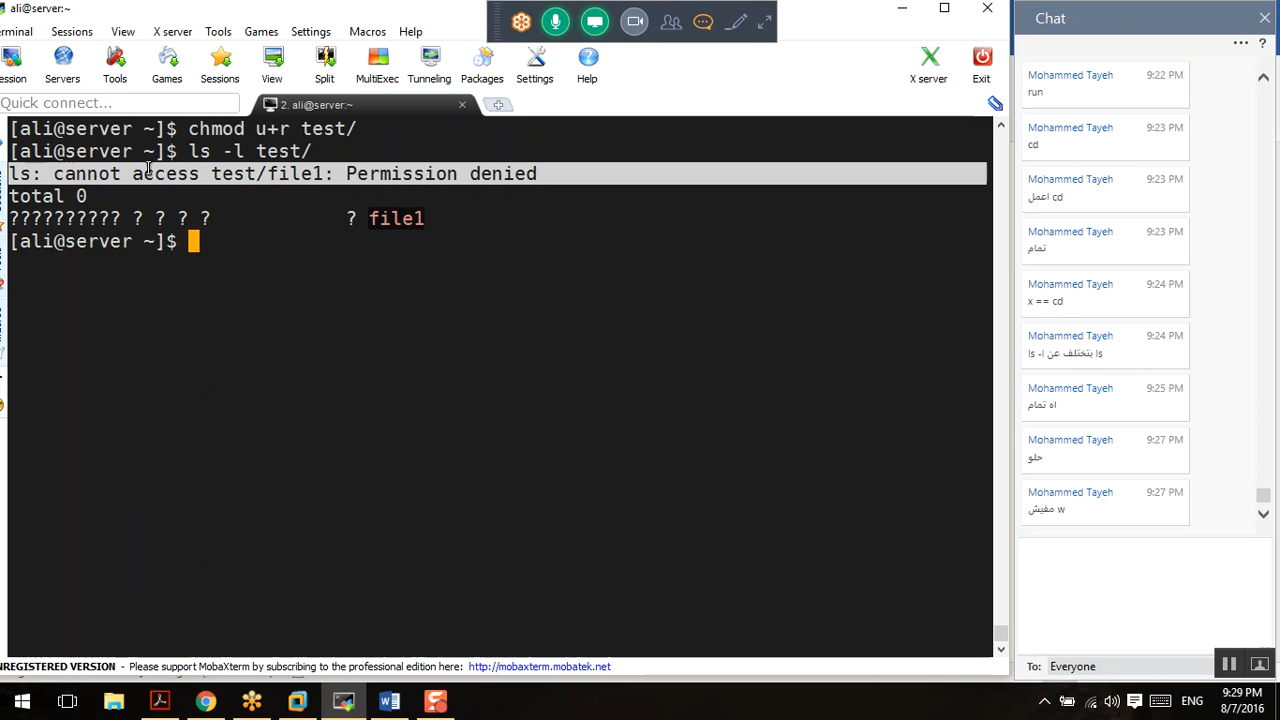 ali@server:~
Chat
Sessions View X server Tools Games Settings Macros Help
Servers Tools Games Sessions View Split MultiExec Tunneling Packages Settings Help X server Exit
Quick connect...
2. ali@server:~
[ali@server ~]$ chmod u+r test/
[ali@server ~]$ ls -l test/
ls: cannot access test/file1: Permission denied
total 0
?????????? ? ? ? ? ? file1
[ali@server ~]$
Mohammed Tayeh 9:22 PM
run
Mohammed Tayeh 9:23 PM
cd
Mohammed Tayeh 9:23 PM
اعمل cd
Mohammed Tayeh 9:23 PM
تمام
Mohammed Tayeh 9:24 PM
x == cd
Mohammed Tayeh 9:24 PM
ls بتختلف عن ls -l
Mohammed Tayeh 9:25 PM
اه تمام
Mohammed Tayeh 9:27 PM
حلو
Mohammed Tayeh 9:27 PM
مفيش w
To: Everyone
NREGISTERED VERSION - Please support MobaXterm by subscribing to the professional edition here: http://mobaxterm.mobatek.net
ENG
9:29 PM
8/7/2016